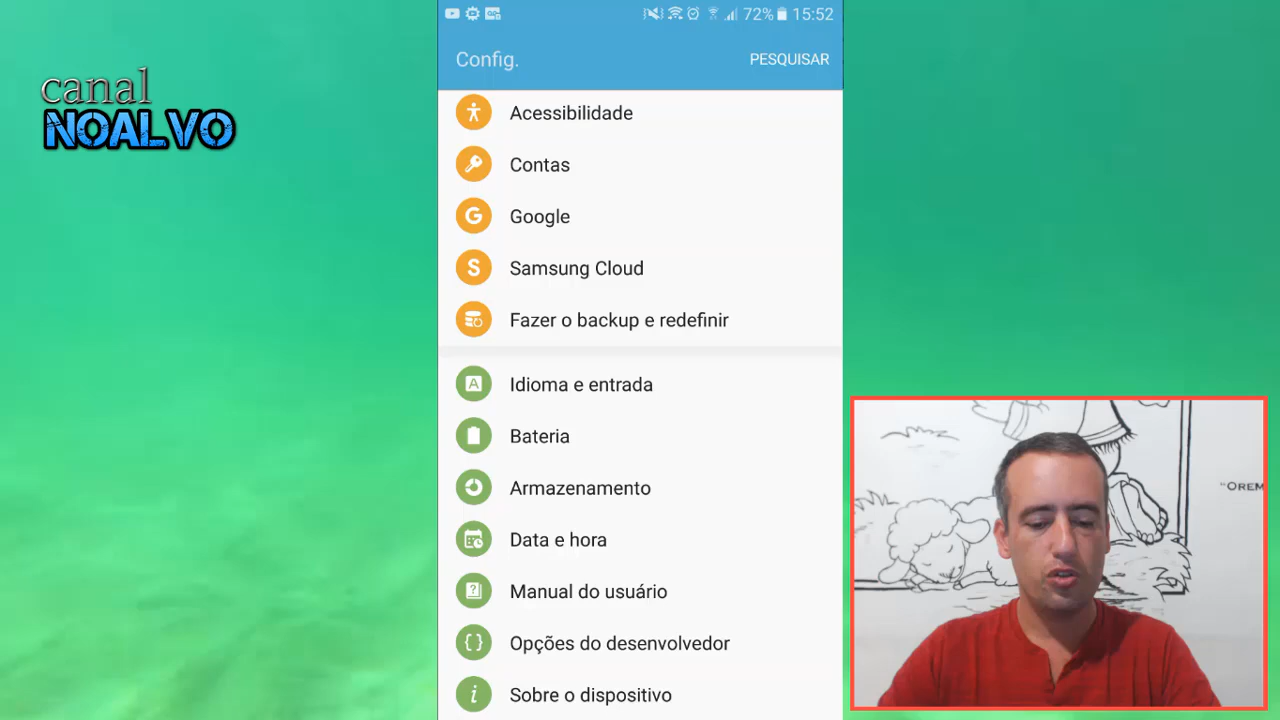 canal
NOALVO
72% 15:52
Config.
PESQUISAR
Acessibilidade
Contas
Google
Samsung Cloud
Fazer o backup e redefinir
Idioma e entrada
Bateria
Armazenamento
Data e hora
Manual do usuário
Opções do desenvolvedor
Sobre o dispositivo
"OREM